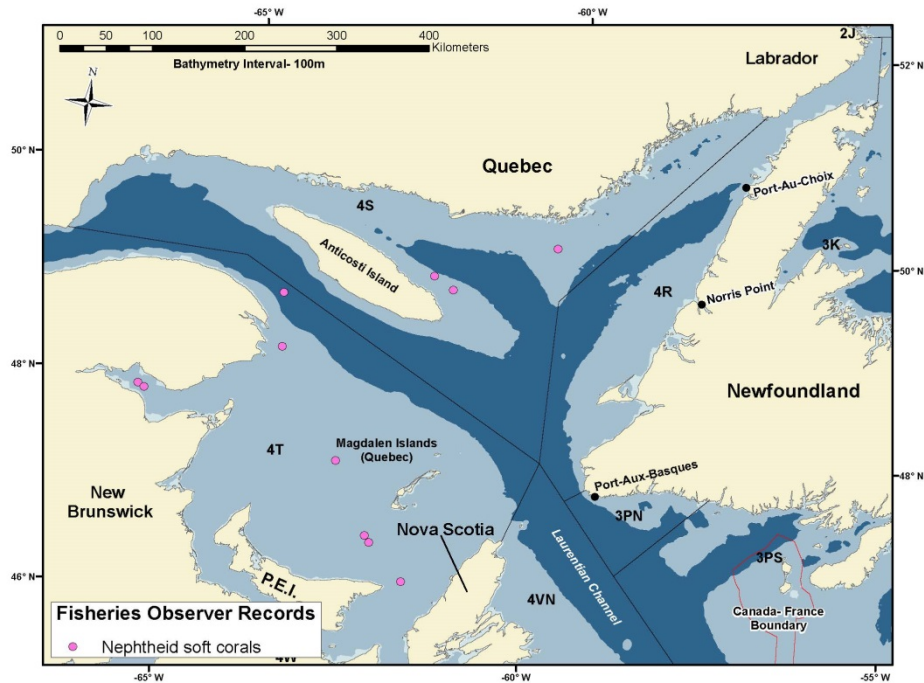 -65° W
-60° W
0 50 100 200 300 400
Kilometers
Bathymetry Interval- 100m
2J
Labrador
52° N
N
50° N
Quebec
Port-Au-Choix
4S
3K
Anticosti Island
50° N
4R
Norris Point
48° N
Newfoundland
48° N
4T
Magdalen Islands
(Quebec)
Port-Aux-Basques
New
Brunswick
3PN
Nova Scotia
Laurentian Channel
3PS
46° N
P.E.I.
4VN
Canada- France
Boundary
46° N
Fisheries Observer Records
Nephtheid soft corals
4W
-65° W
-60° W
-55° W